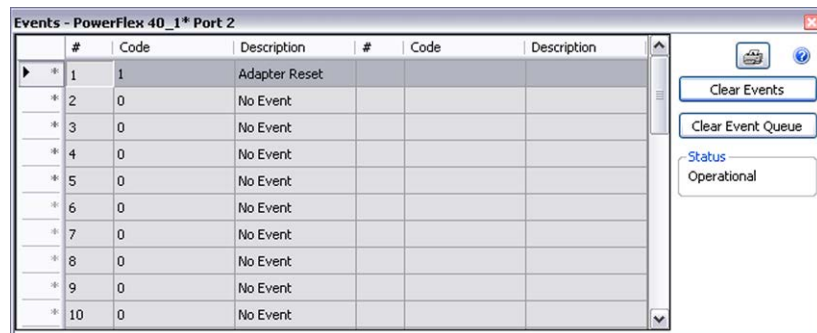 Events - PowerFlex 40_1* Port 2
# Code Description # Code Description
* 1 1 Adapter Reset
* 2 0 No Event
* 3 0 No Event
* 4 0 No Event
* 5 0 No Event
* 6 0 No Event
* 7 0 No Event
* 8 0 No Event
* 9 0 No Event
* 10 0 No Event
Clear Events
Clear Event Queue
Status
Operational